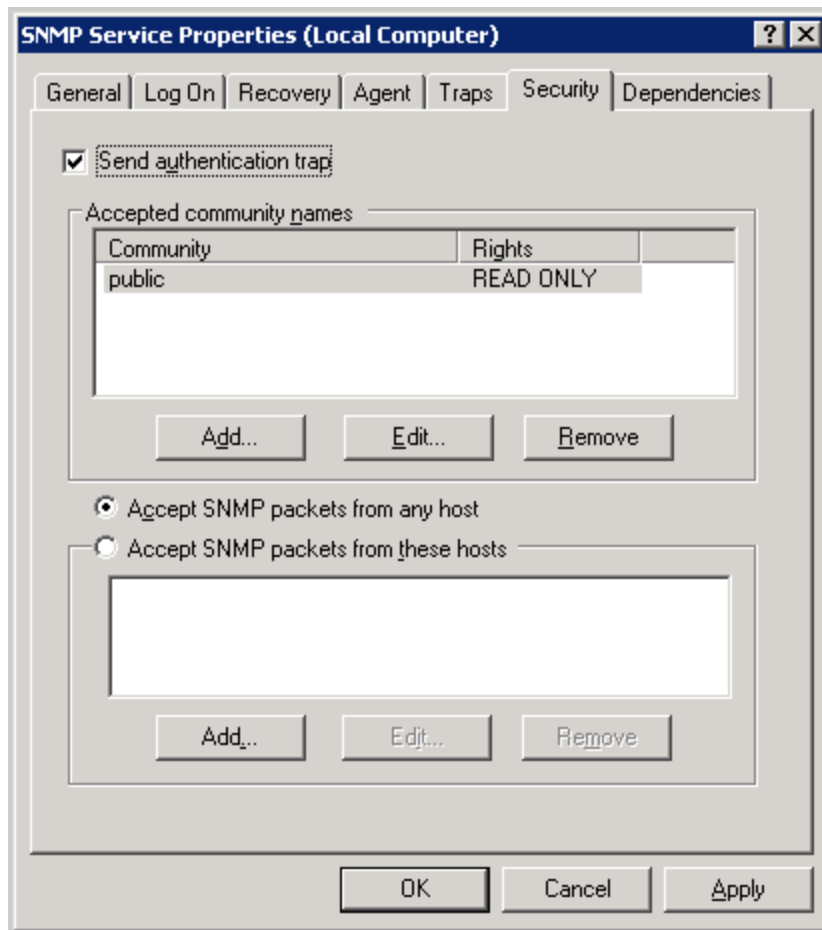 SNMP Service Properties (Local Computer) ? X
General Log On Recovery Agent Traps Security Dependencies
Send authentication trap
Accepted community names
Community Rights
public READ ONLY
Add... Edit... Remove
Accept SNMP packets from any host
Accept SNMP packets from these hosts
Add... Edit... Remove
OK Cancel Apply